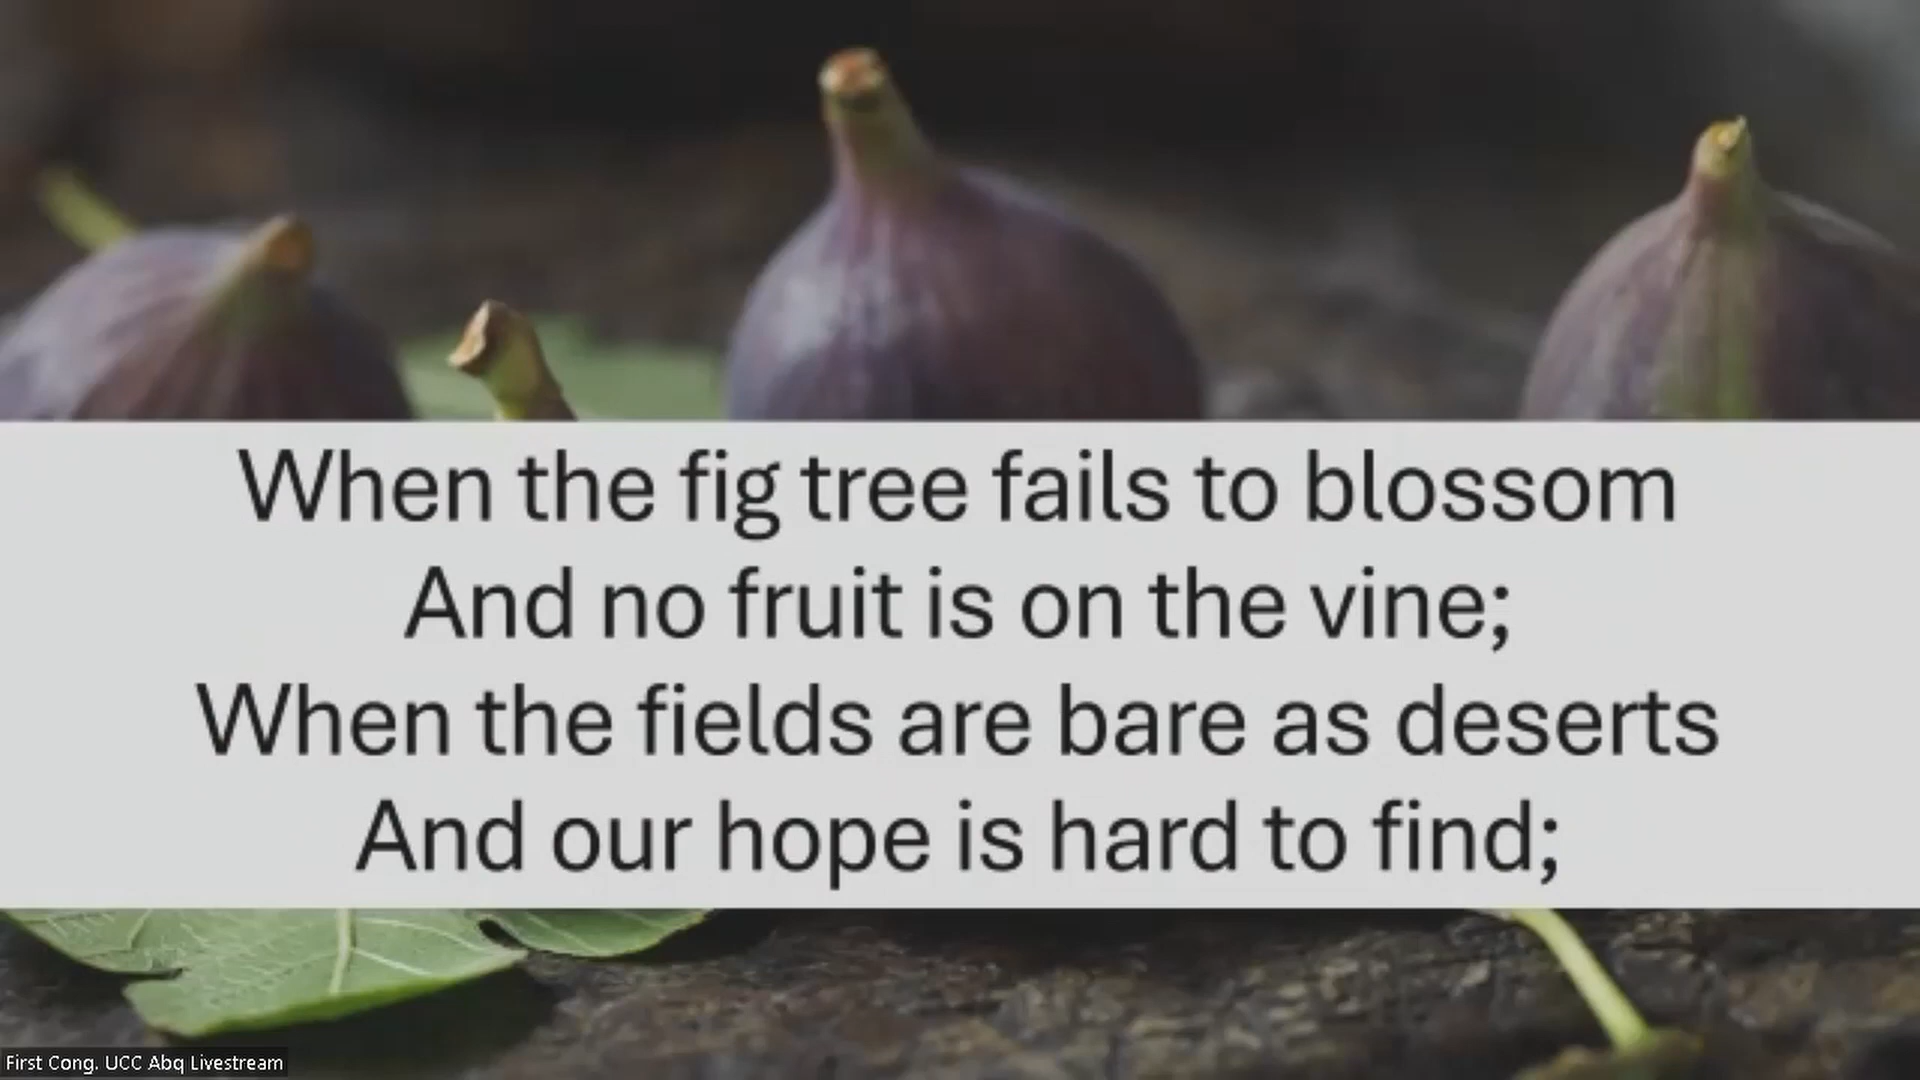 When the fig tree fails to blossom
And no fruit is on the vine;
When the fields are bare as deserts
And our hope is hard to find;
First Cong. UCC Abq Livestream